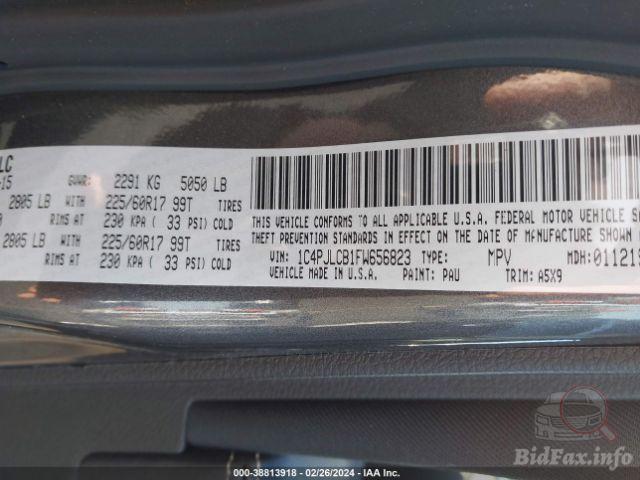 LC
-15 GVWR: 2291 KG 5050 LB
2805 LB WITH 225/60R17 99T TIRES
RIMS AT 230 KPA ( 33 PSI) COLD
2805 LB WITH 225/60R17 99T TIRES
RIMS AT 230 KPA ( 33 PSI) COLD
THIS VEHICLE CONFORMS TO ALL APPLICABLE U.S.A. FEDERAL MOTOR VEHICLE
THEFT PREVENTION STANDARDS IN EFFECT ON THE DATE OF MANUFACTURE SHOWN
VIN: 1C4PJLCB1FW656823 TYPE: MPV MDH: 01121
VEHICLE MADE IN U.S.A. PAINT: PAU TRIM: A5X9
BidFax.info
00-38813918 - 02/26/2024 - IAA Inc.